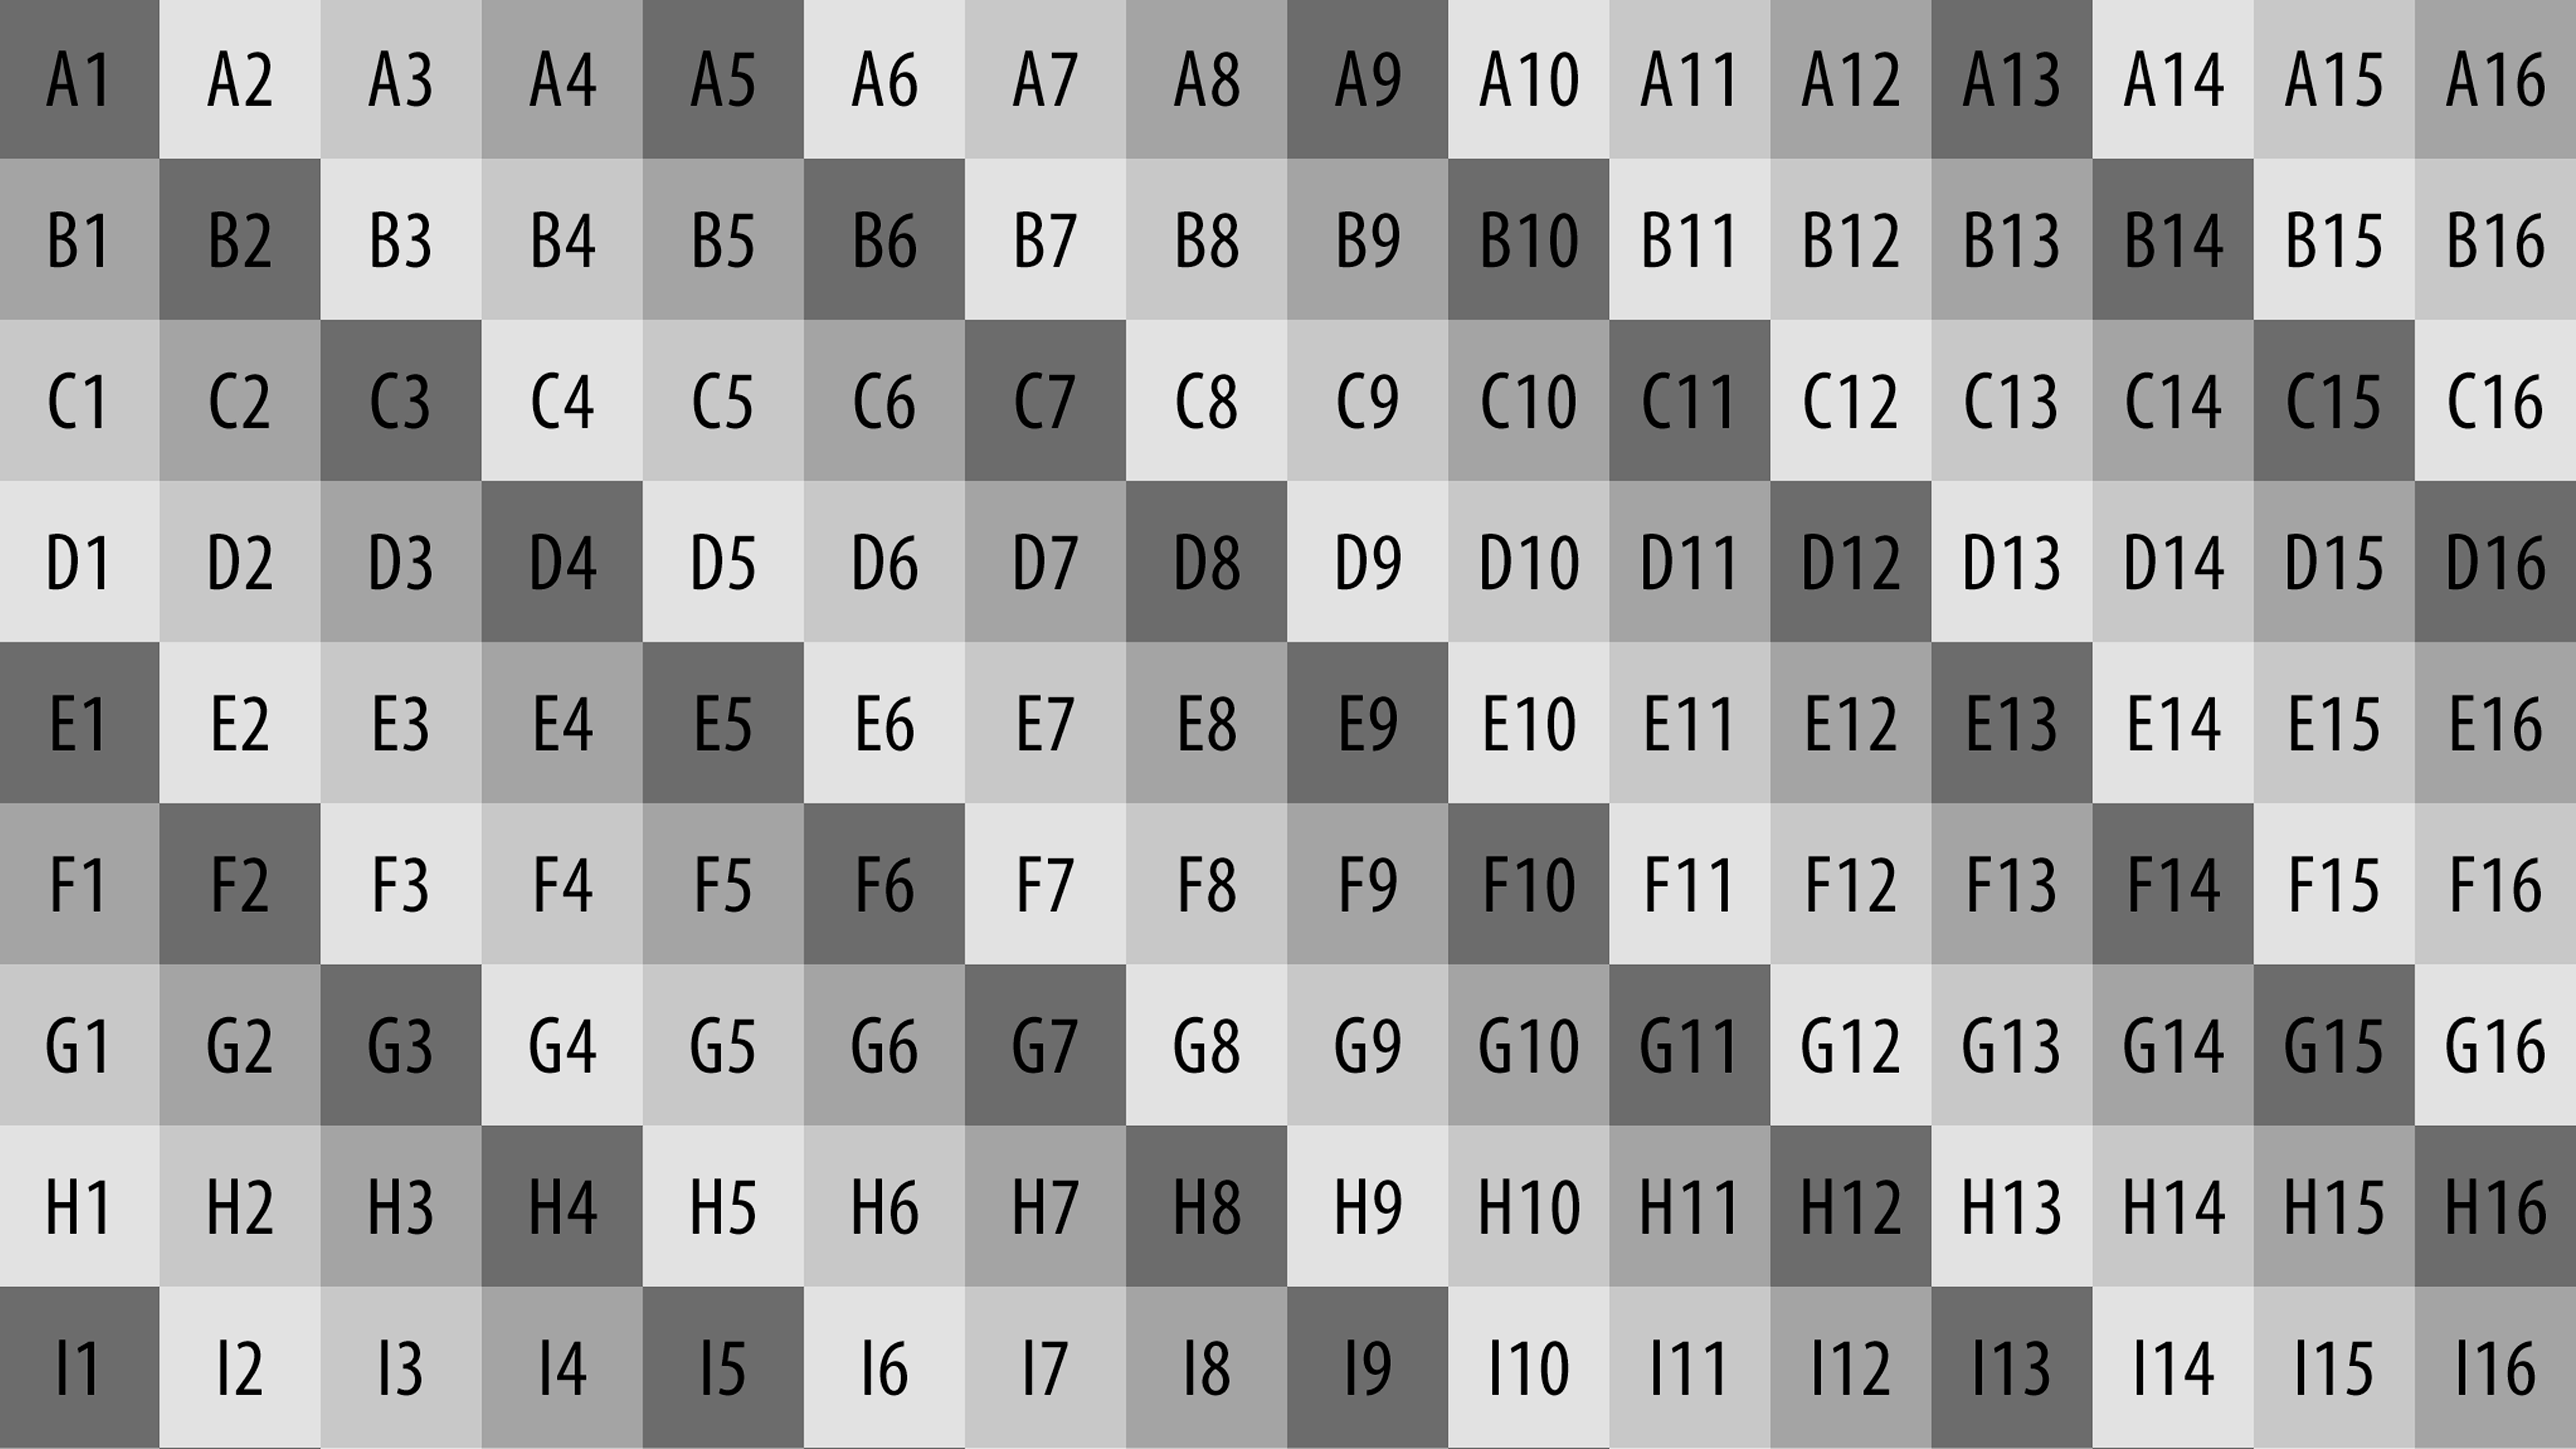 A1 A2 A3 A4 A5 A6 A7 A8 A9 A10 A11 A12 A13 A14 A15 A16
B1 B2 B3 B4 B5 B6 B7 B8 B9 B10 B11 B12 B13 B14 B15 B16
C1 C2 C3 C4 C5 C6 C7 C8 C9 C10 C11 C12 C13 C14 C15 C16
D1 D2 D3 D4 D5 D6 D7 D8 D9 D10 D11 D12 D13 D14 D15 D16
E1 E2 E3 E4 E5 E6 E7 E8 E9 E10 E11 E12 E13 E14 E15 E16
F1 F2 F3 F4 F5 F6 F7 F8 F9 F10 F11 F12 F13 F14 F15 F16
G1 G2 G3 G4 G5 G6 G7 G8 G9 G10 G11 G12 G13 G14 G15 G16
H1 H2 H3 H4 H5 H6 H7 H8 H9 H10 H11 H12 H13 H14 H15 H16
I1 I2 I3 I4 I5 I6 I7 I8 I9 I10 I11 I12 I13 I14 I15 I16